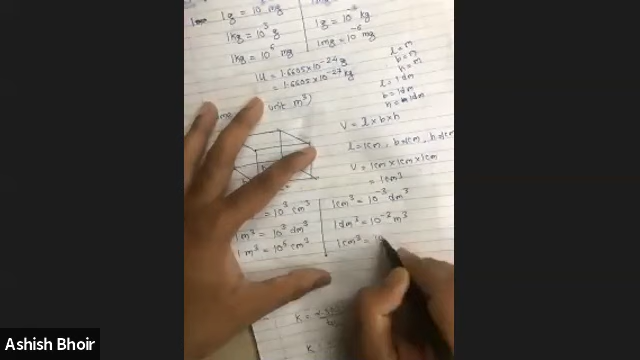 1g = 10³ mg
1kg = 10³ g
1kg = 10⁶ mg
1g = 10⁻³ kg
1mg = 10⁻⁶ kg
1u = 1.6605×10⁻²⁴ g
= 1.6605×10⁻²⁷ kg
unit m³)
l = m
b = m
h = m
l = 1dm
b = 1dm
h = 1dm
V = l × b × h
l = 1cm, b = 1cm, h = 1cm
V = 1cm × 1cm × 1cm
= 1cm³
= 10³ cm³
1m³ = 10³ dm³
1m³ = 10⁶ cm³
1cm³ = 10⁻³ dm³
1dm³ = 10⁻³ m³
1cm³ = 10
K =
K =
Ashish Bhoir